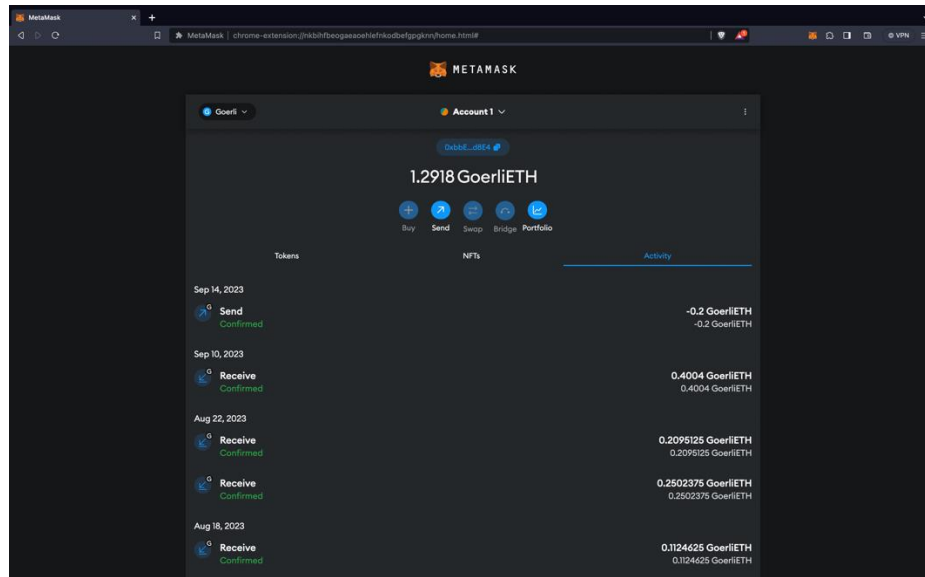 MetaMask
MetaMask | chrome-extension://nkbihfbeogaeaoehlefnkodbefgpgknn/home.html#
VPN
METAMASK
G Goerli
Account 1
0xbbE...d8E4
1.2918 GoerliETH
Buy Send Swap Bridge Portfolio
Tokens NFTs Activity
Sep 14, 2023
G Send -0.2 GoerliETH
Confirmed -0.2 GoerliETH
Sep 10, 2023
G Receive 0.4004 GoerliETH
Confirmed 0.4004 GoerliETH
Aug 22, 2023
G Receive 0.2095125 GoerliETH
Confirmed 0.2095125 GoerliETH
G Receive 0.2502375 GoerliETH
Confirmed 0.2502375 GoerliETH
Aug 18, 2023
G Receive 0.1124625 GoerliETH
Confirmed 0.1124625 GoerliETH